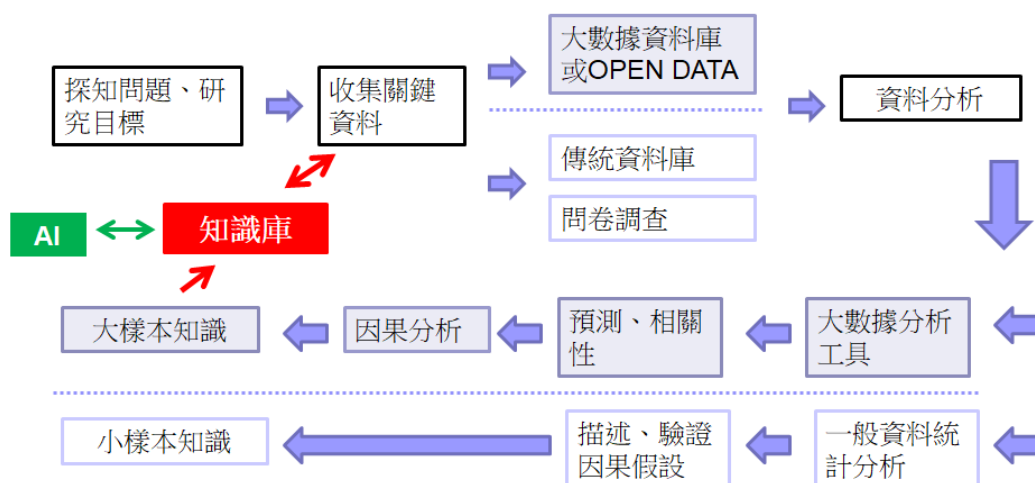 探知問題、研
究目標
收集關鍵
資料
大數據資料庫
或OPEN DATA
資料分析
傳統資料庫
問卷調查
AI
知識庫
大樣本知識
因果分析
預測、相關
性
大數據分析
工具
小樣本知識
描述、驗證
因果假設
一般資料統
計分析